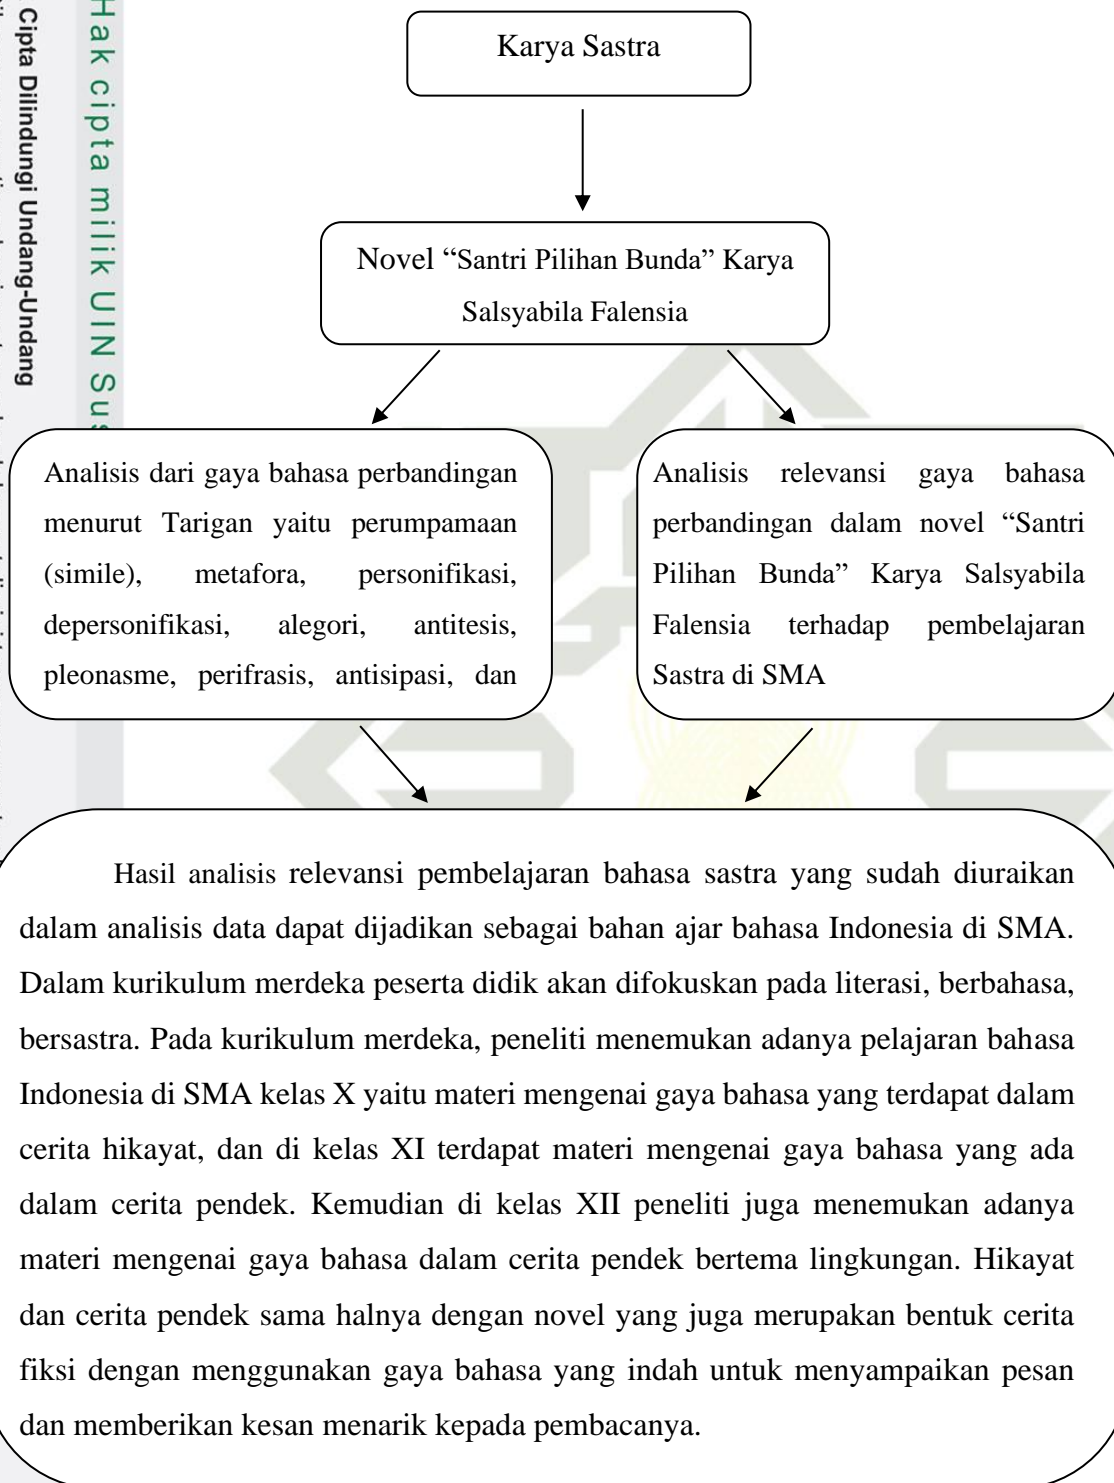 Hak cipta milik UIN Sus
Cipta Dilindungi Undang-Undang
Karya Sastra
Novel “Santri Pilihan Bunda” Karya
Salsyabila Falensia
Analisis dari gaya bahasa perbandingan
menurut Tarigan yaitu perumpamaan
(simile), metafora, personifikasi,
depersonifikasi, alegori, antitesis,
pleonasme, perifrasis, antisipasi, dan
Analisis relevansi gaya bahasa
perbandingan dalam novel “Santri
Pilihan Bunda” Karya Salsyabila
Falensia terhadap pembelajaran
Sastra di SMA
Hasil analisis relevansi pembelajaran bahasa sastra yang sudah diuraikan
dalam analisis data dapat dijadikan sebagai bahan ajar bahasa Indonesia di SMA.
Dalam kurikulum merdeka peserta didik akan difokuskan pada literasi, berbahasa,
bersastra. Pada kurikulum merdeka, peneliti menemukan adanya pelajaran bahasa
Indonesia di SMA kelas X yaitu materi mengenai gaya bahasa yang terdapat dalam
cerita hikayat, dan di kelas XI terdapat materi mengenai gaya bahasa yang ada
dalam cerita pendek. Kemudian di kelas XII peneliti juga menemukan adanya
materi mengenai gaya bahasa dalam cerita pendek bertema lingkungan. Hikayat
dan cerita pendek sama halnya dengan novel yang juga merupakan bentuk cerita
fiksi dengan menggunakan gaya bahasa yang indah untuk menyampaikan pesan
dan memberikan kesan menarik kepada pembacanya.